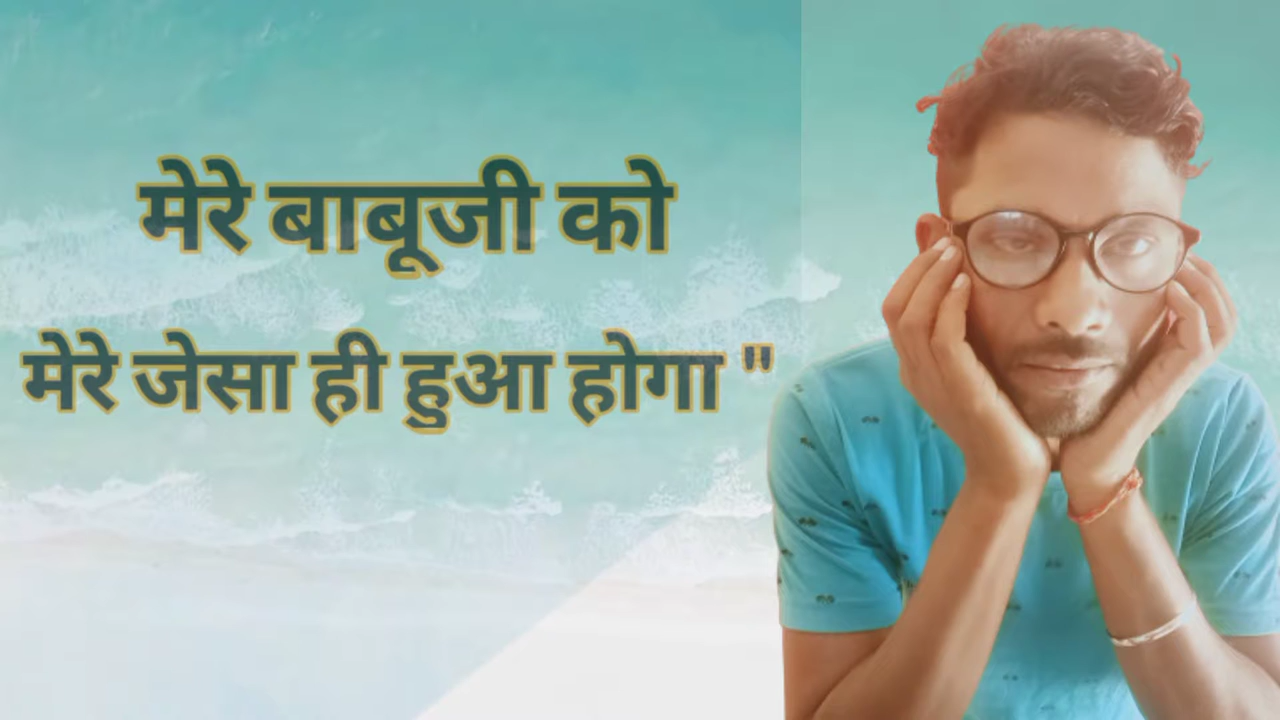 मेरे बाबूजी को
मेरे जेसा ही हुआ होगा "